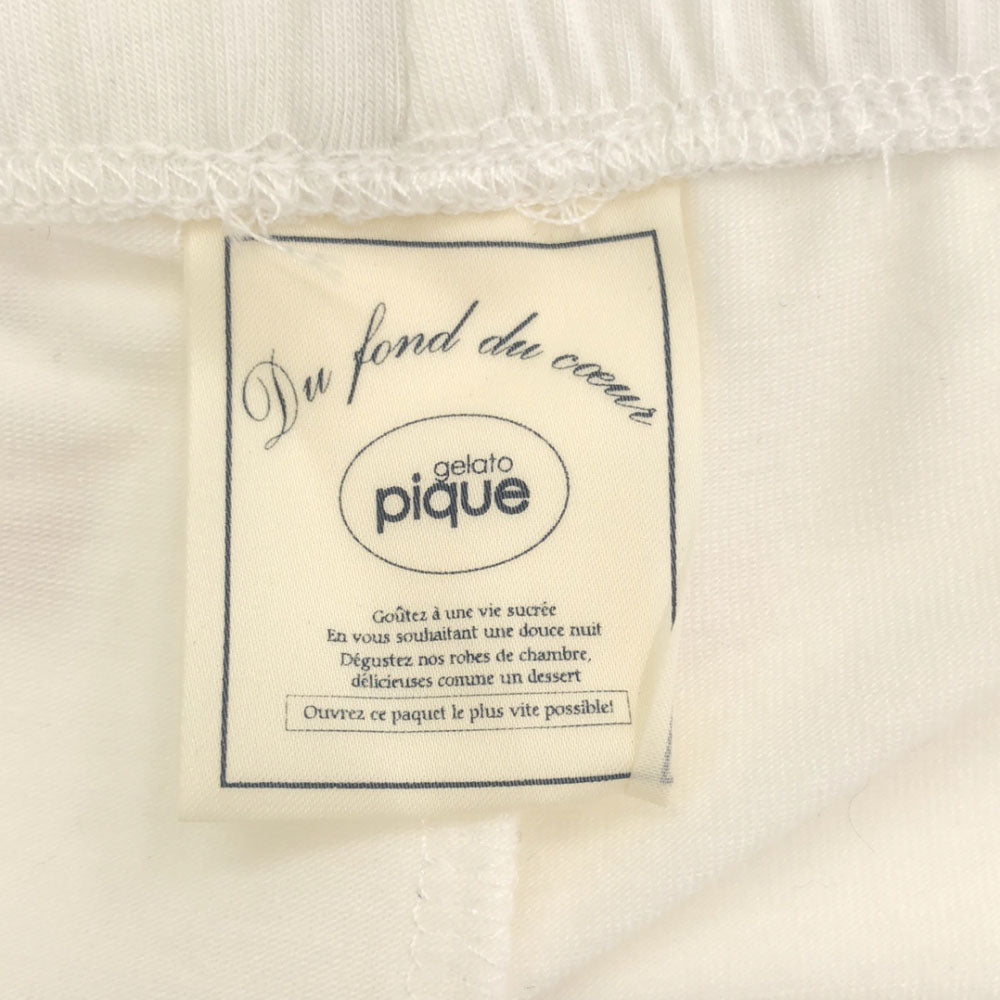 Du fond du cœur
gelato
pique
Goûtez à une vie sucrée
En vous souhaitant une douce nuit
Dégustez nos robes de chambre,
délicieuses comme un dessert
Ouvrez ce paquet le plus vite possible!